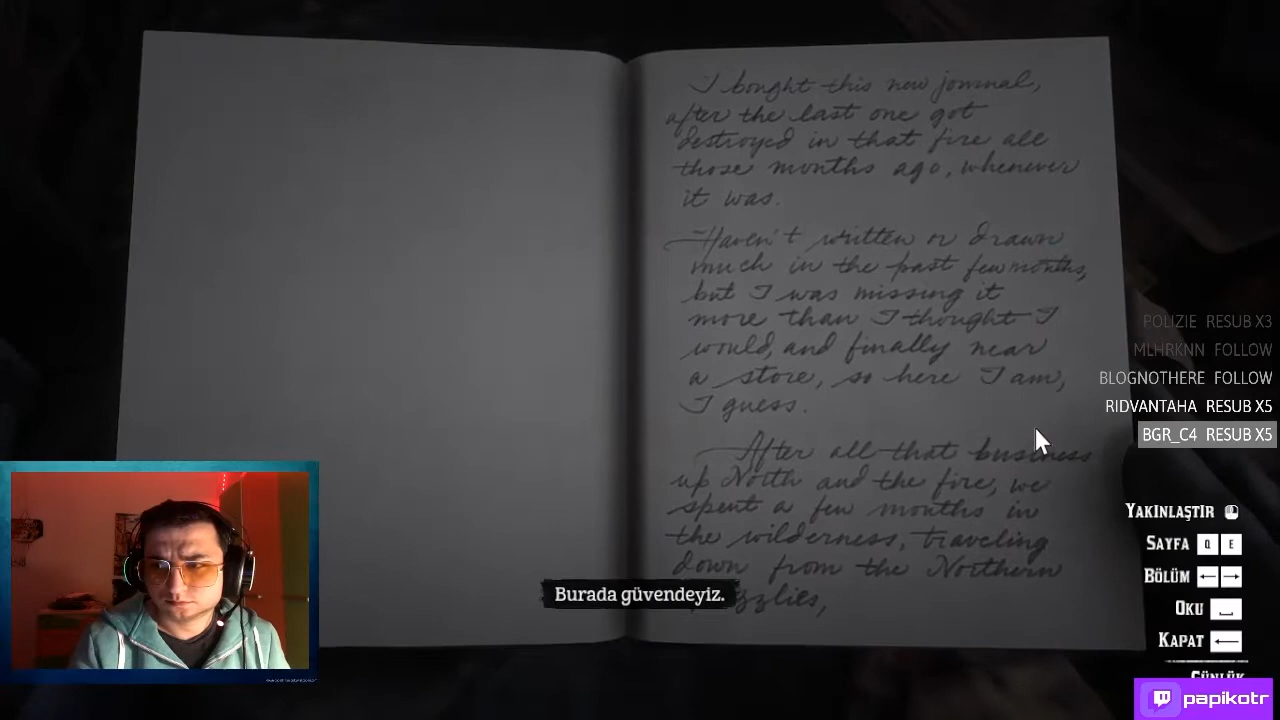 I bought this new journal,
after the last one got
destroyed in that fire all
those months ago, whenever
it was.
Haven't written or drawn
much in the past few months,
but I was missing it
more than I thought I
would, and finally near
a store, so here I am,
I guess.
After all that business
up North and the fire, we
spent a few months in
the wilderness, traveling
down from the Northern
Burada güvendeyiz.
POLIZIE RESUB X3
MLHRKNN FOLLOW
BLOGNOTHERE FOLLOW
RIDVANTAHA RESUB X5
BGR_C4 RESUB X5
YAKINLAŞTIR
SAYFA Q E
BÖLÜM ← →
OKU
KAPAT ←
GÜNLÜK
papikotr